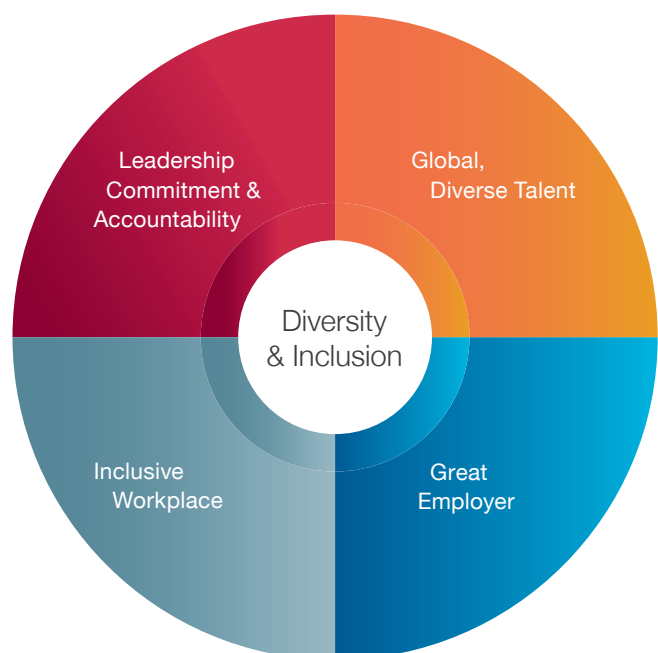 Leadership
Commitment &
Accountability
Global,
Diverse Talent
Diversity
& Inclusion
Inclusive
Workplace
Great
Employer